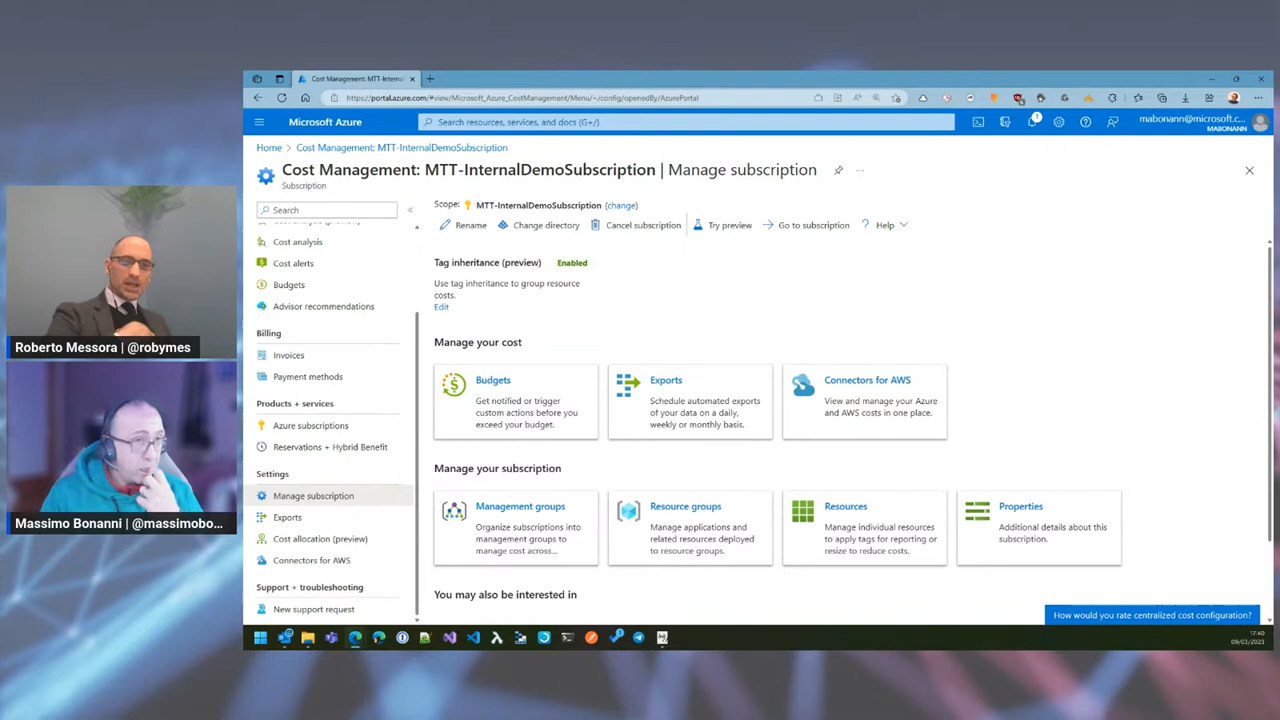 Cost Management: MTT-Internal
https://portal.azure.com/#view/Microsoft_Azure_CostManagement/Menu/~/config/openedBy/AzurePortal
Microsoft Azure
Search resources, services, and docs (G+/)
1
mabonann@microsoft.c...
MABONANN
Home
Cost Management: MTT-InternalDemoSubscription
Cost Management: MTT-InternalDemoSubscription | Manage subscription
Subscription
Search
Cost analysis
Cost alerts
Budgets
Advisor recommendations
Billing
Invoices
Payment methods
Products + services
Azure subscriptions
Reservations + Hybrid Benefit
Settings
Manage subscription
Exports
Cost allocation (preview)
Connectors for AWS
Support + troubleshooting
New support request
Scope: MTT-InternalDemoSubscription (change)
Rename Change directory Cancel subscription Try preview Go to subscription Help
Tag inheritance (preview) Enabled
Use tag inheritance to group resource
costs.
Edit
Manage your cost
Budgets
Get notified or trigger
custom actions before you
exceed your budget.
Exports
Schedule automated exports
of your data on a daily,
weekly or monthly basis.
Connectors for AWS
View and manage your Azure
and AWS costs in one place.
Manage your subscription
Management groups
Organize subscriptions into
management groups to
manage cost across...
Resource groups
Manage applications and
related resources deployed
to resource groups.
Resources
Manage individual resources
to apply tags for reporting or
resize to reduce costs.
Properties
Additional details about this
subscription.
You may also be interested in
How would you rate centralized cost configuration?
17:40
09/03/2023
Roberto Messora | @robymes
Massimo Bonanni | @massimobo...